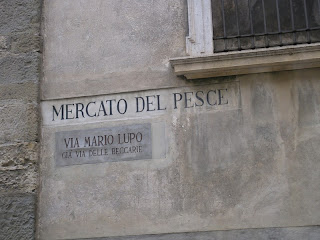 MERCATO DEL PESCE
VIA MARIO LUPO
GIÀ VIA DELLE BECCARIE